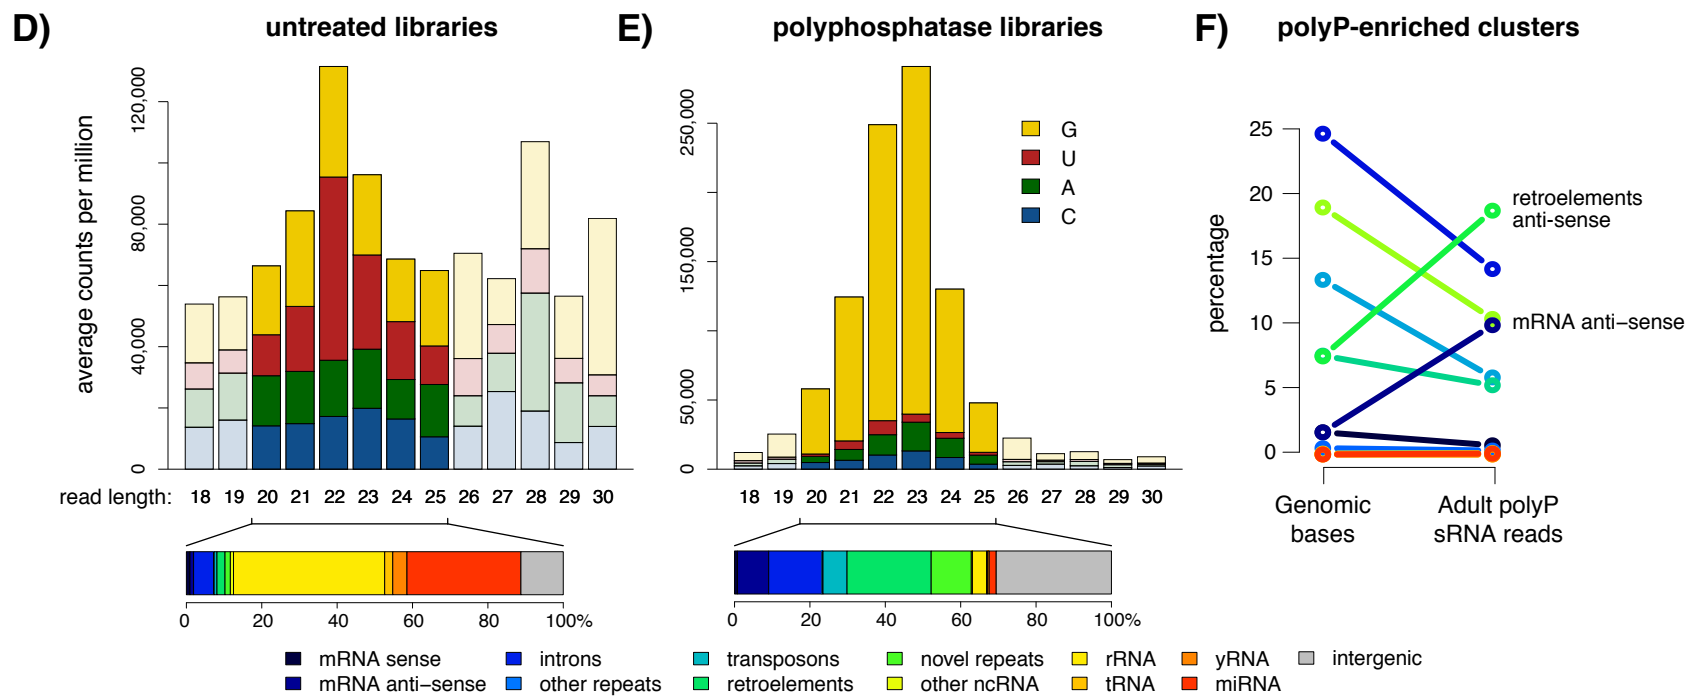 D) untreated libraries
average counts per million
120,000
80,000
40,000
0
read length: 18 19 20 21 22 23 24 25 26 27 28 29 30
0 20 40 60 80 100%
E) polyphosphatase libraries
250,000
150,000
50,000
0
G
U
A
C
18 19 20 21 22 23 24 25 26 27 28 29 30
0 20 40 60 80 100%
F) polyP-enriched clusters
percentage
25
20
15
10
5
0
retroelements
anti-sense
mRNA anti-sense
Genomic
bases
Adult polyP
sRNA reads
mRNA sense introns transposons novel repeats rRNA yRNA intergenic
mRNA anti-sense other repeats retroelements other ncRNA tRNA miRNA